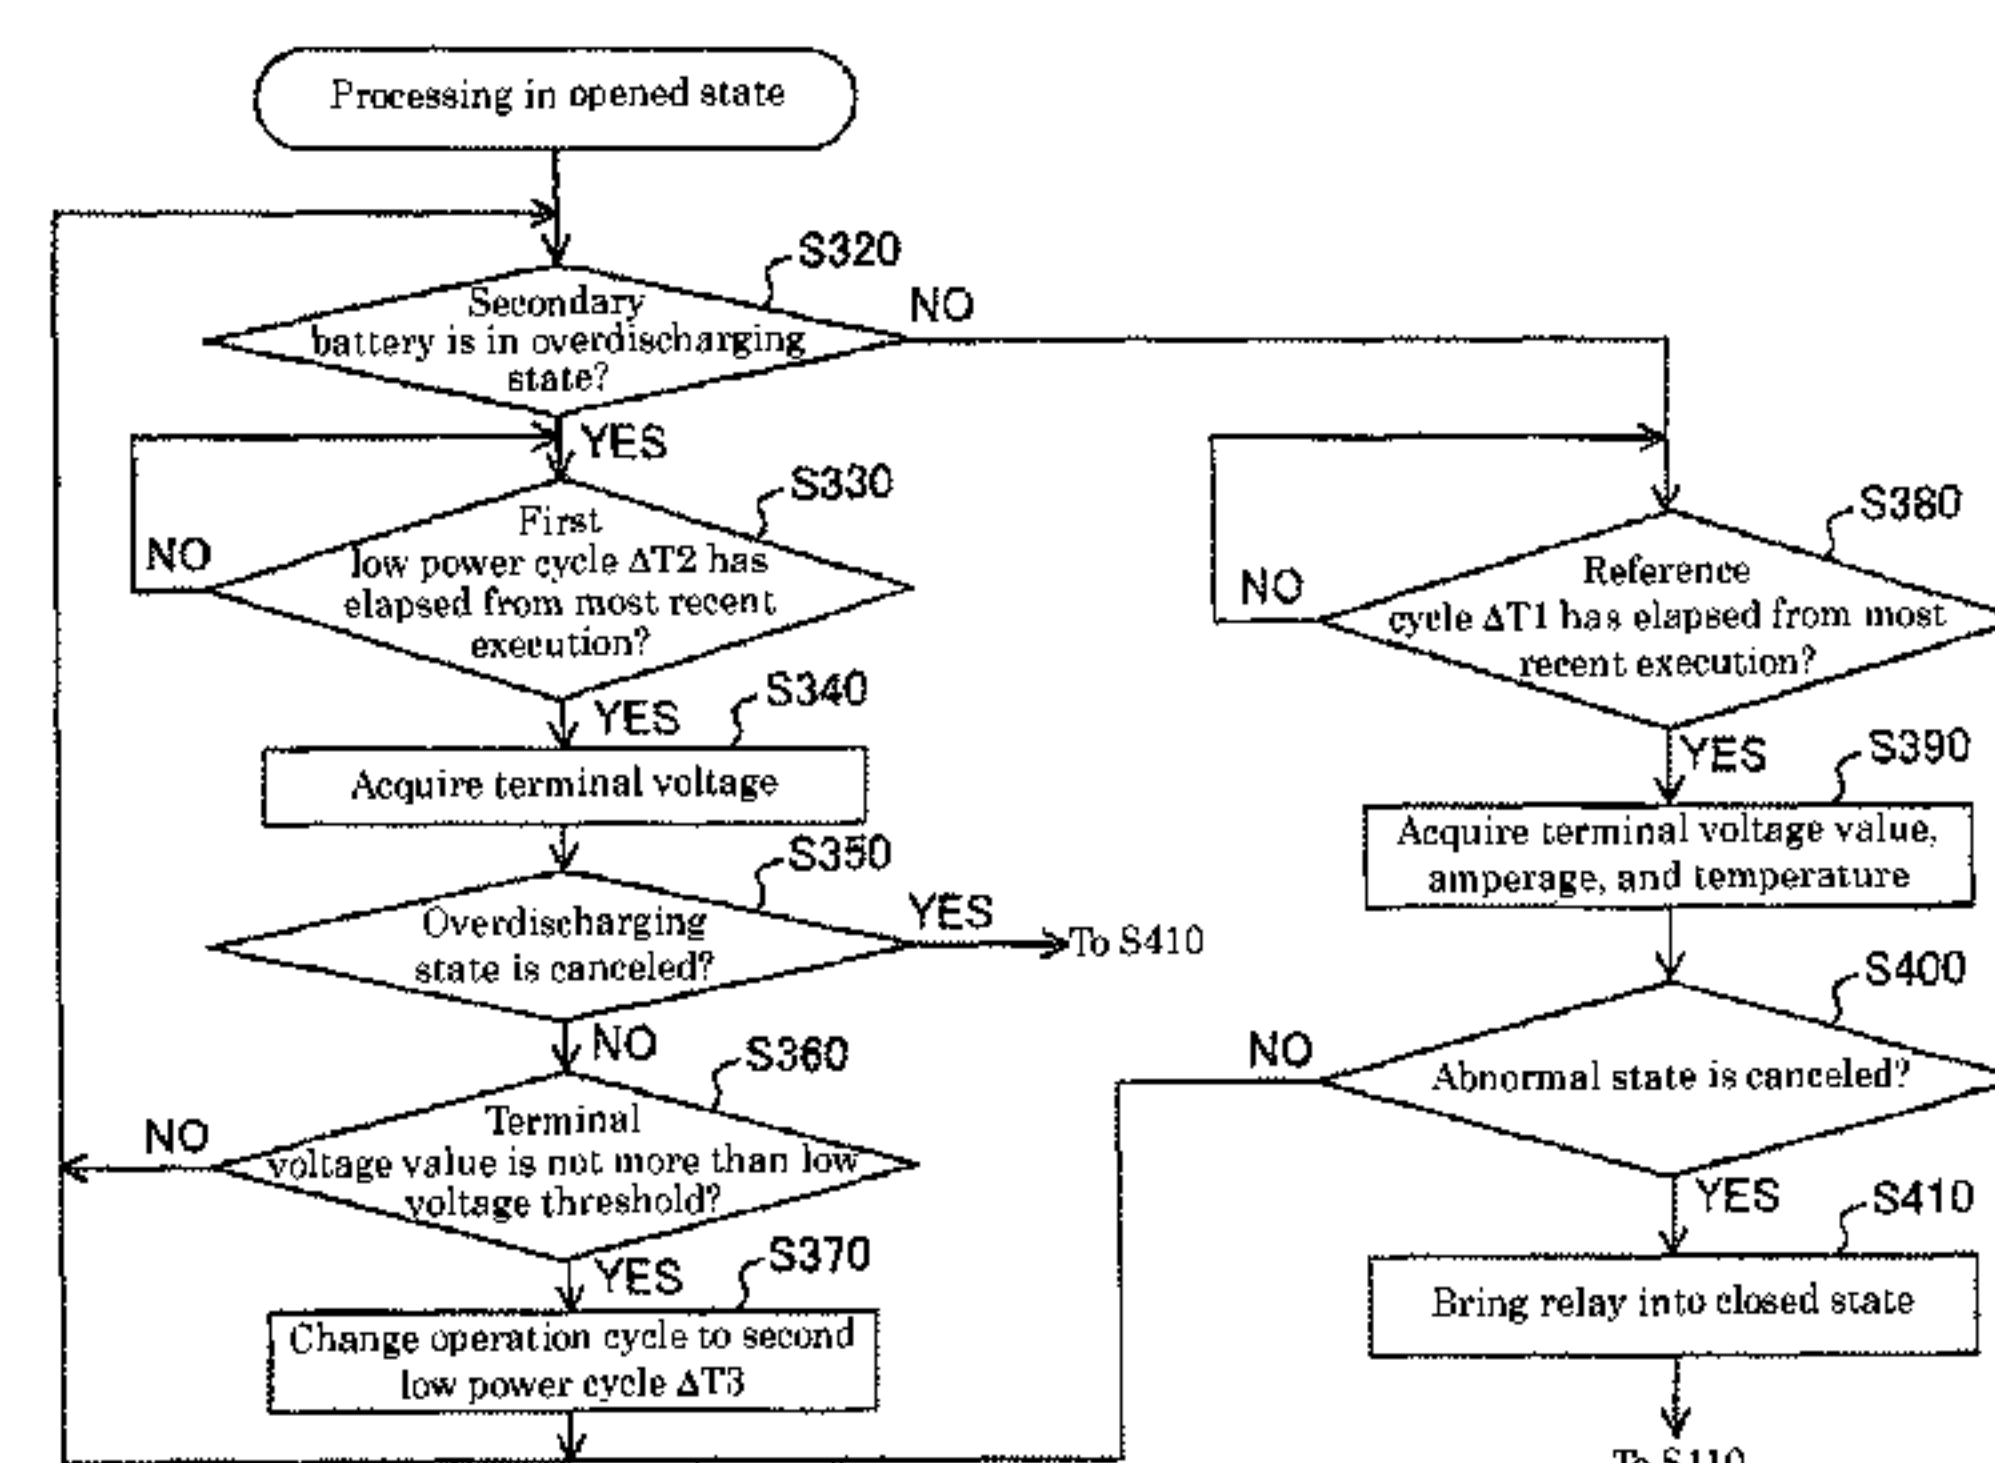 Processing in opened state
S320
Secondary
battery is in overdischarging
state?
NO
YES
S330
First
low power cycle ΔT2 has
elapsed from most recent
execution?
NO
YES
S340
Acquire terminal voltage
S350
Overdischarging
state is canceled?
YES
To S410
NO
S360
Terminal
voltage value is not more than low
voltage threshold?
NO
YES
S370
Change operation cycle to second
low power cycle ΔT3
S380
Reference
cycle ΔT1 has elapsed from most
recent execution?
NO
YES
S390
Acquire terminal voltage value,
amperage, and temperature
S400
Abnormal state is canceled?
NO
YES
S410
Bring relay into closed state
To S110